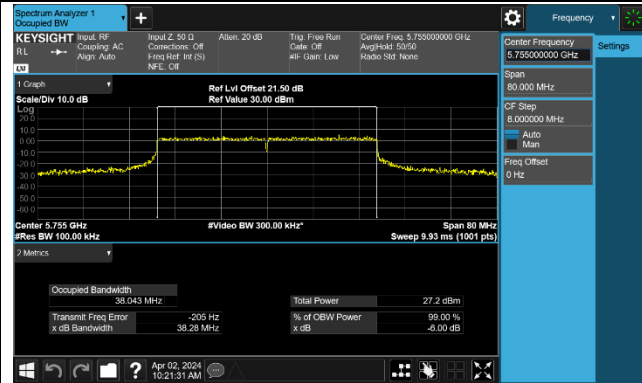 Spectrum Analyzer 1
Occupied BW
+
Frequency
KEYSIGHT
RL
LXI
Input: RF
Coupling: AC
Align: Auto
Input Z: 50 Ω
Corrections: Off
Freq Ref: Int (S)
NFE: Off
Atten: 20 dB
Trig: Free Run
Gate: Off
#IF Gain: Low
Center Freq: 5.755000000 GHz
Avg|Hold: 50/50
Radio Std: None
Center Frequency
5.755000000 GHz
Settings
Span
80.000 MHz
CF Step
8.000000 MHz
Auto
Man
Freq Offset
0 Hz
1 Graph
Scale/Div 10.0 dB
Ref Lvl Offset 21.50 dB
Ref Value 30.00 dBm
Log
20.0
10.0
0.00
-10.0
-20.0
-30.0
-40.0
-50.0
-60.0
Center 5.755 GHz
#Res BW 100.00 kHz
#Video BW 300.00 kHz*
Span 80 MHz
Sweep 9.93 ms (1001 pts)
2 Metrics
Occupied Bandwidth
38.043 MHz
Total Power 27.2 dBm
Transmit Freq Error -205 Hz
% of OBW Power 99.00 %
x dB Bandwidth 38.28 MHz
x dB -6.00 dB
?
Apr 02, 2024
10:21:31 AM